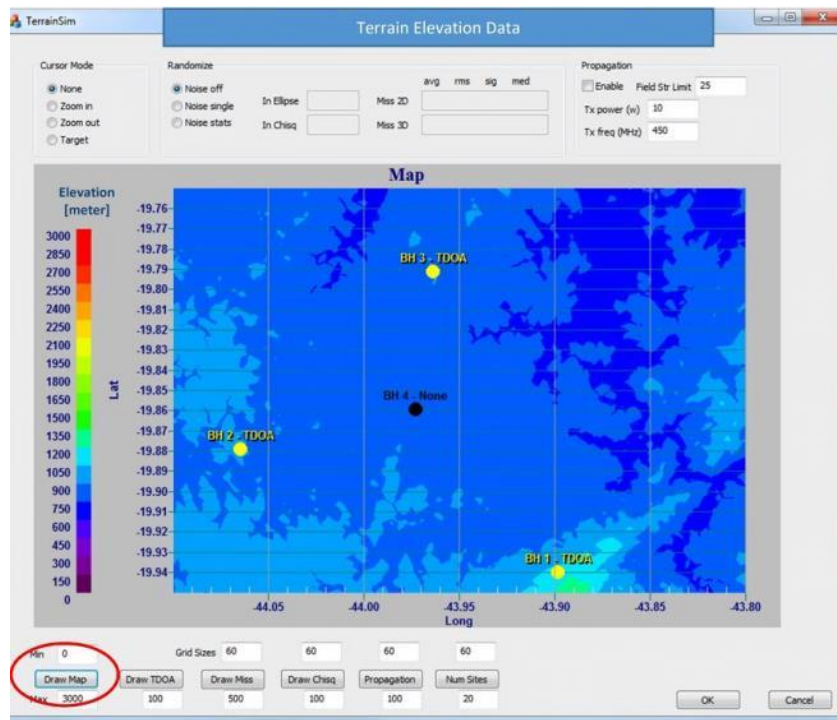 TerrainSim
Terrain Elevation Data
Cursor Mode
None
Zoom in
Zoom out
Target
Randomize
Noise off
Noise single
Noise stats
In Ellipse
In Chisq
avg rms sig med
Miss 2D
Miss 3D
Propagation
Enable Field Str Limit 25
Tx power (w) 10
Tx freq (MHz) 450
Map
Elevation
[meter]
3000
2850
2700
2550
2400
2250
2100
1950
1800
1650
1500
1350
1200
1050
900
750
600
450
300
150
0
Lat
-19.76
-19.77
-19.78
-19.79
-19.80
-19.81
-19.82
-19.83
-19.84
-19.85
-19.86
-19.87
-19.88
-19.89
-19.90
-19.91
-19.92
-19.93
-19.94
BH 3 - TDOA
BH 4 - None
BH 2 - TDOA
BH 1 - TDOA
-44.05 -44.00 -43.95 -43.90 -43.85 -43.80
Long
Min 0 Grid Sizes 60 60 60 60
Draw Map Draw TDOA Draw Miss Draw Chisq Propagation Num Sites
Max 3000 100 500 100 100 20
OK Cancel